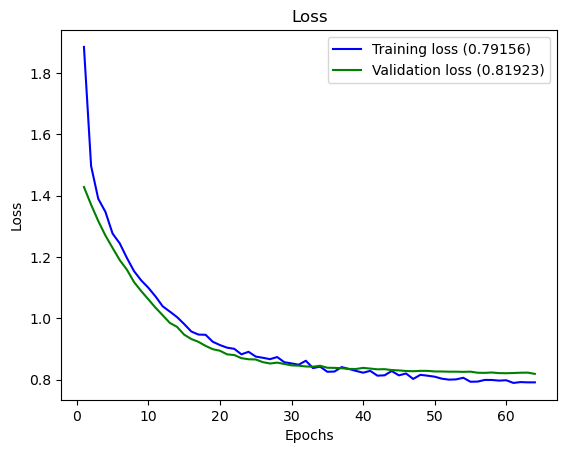 Loss
Training loss (0.79156)
Validation loss (0.81923)
1.8
1.6
1.4
1.2
1.0
0.8
Loss
0 10 20 30 40 50 60
Epochs